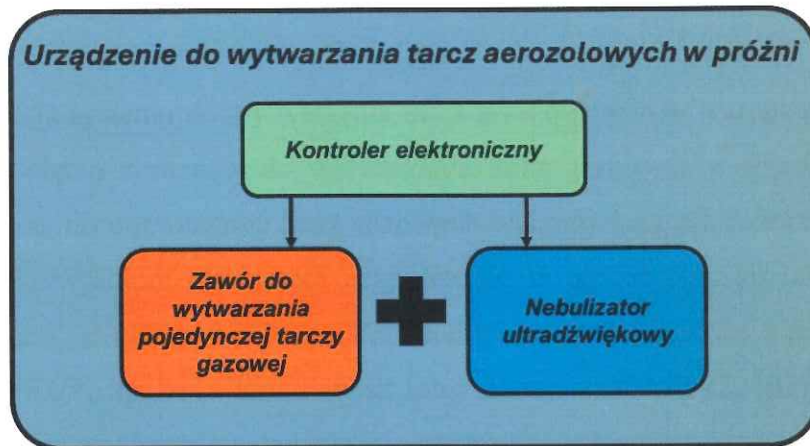 Urządzenie do wytwarzania tarcz aerozolowych w próżni
Kontroler elektroniczny
Zawór do
wytwarzania
pojedynczej tarczy
gazowej
Nebulizator
ultradźwiękowy